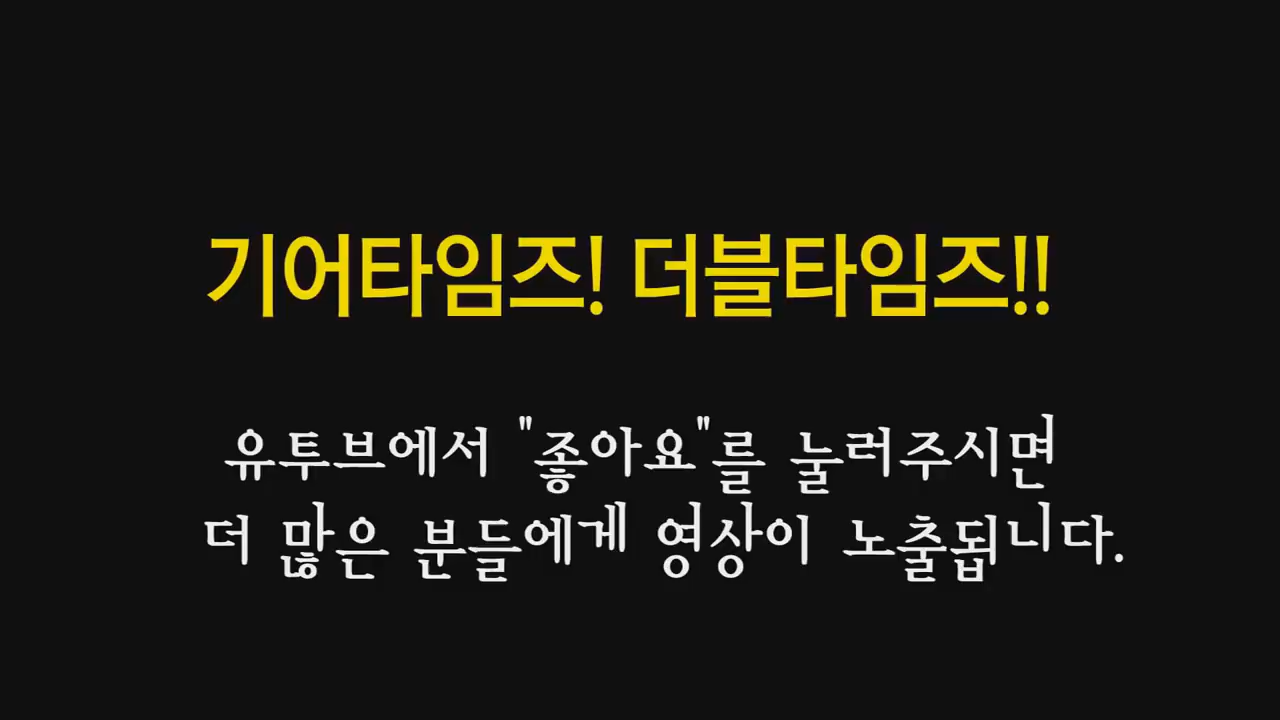 기어타임즈! 더블타임즈!!
유투브에서 "좋아요"를 눌러주시면
더 많은 분들에게 영상이 노출됩니다.